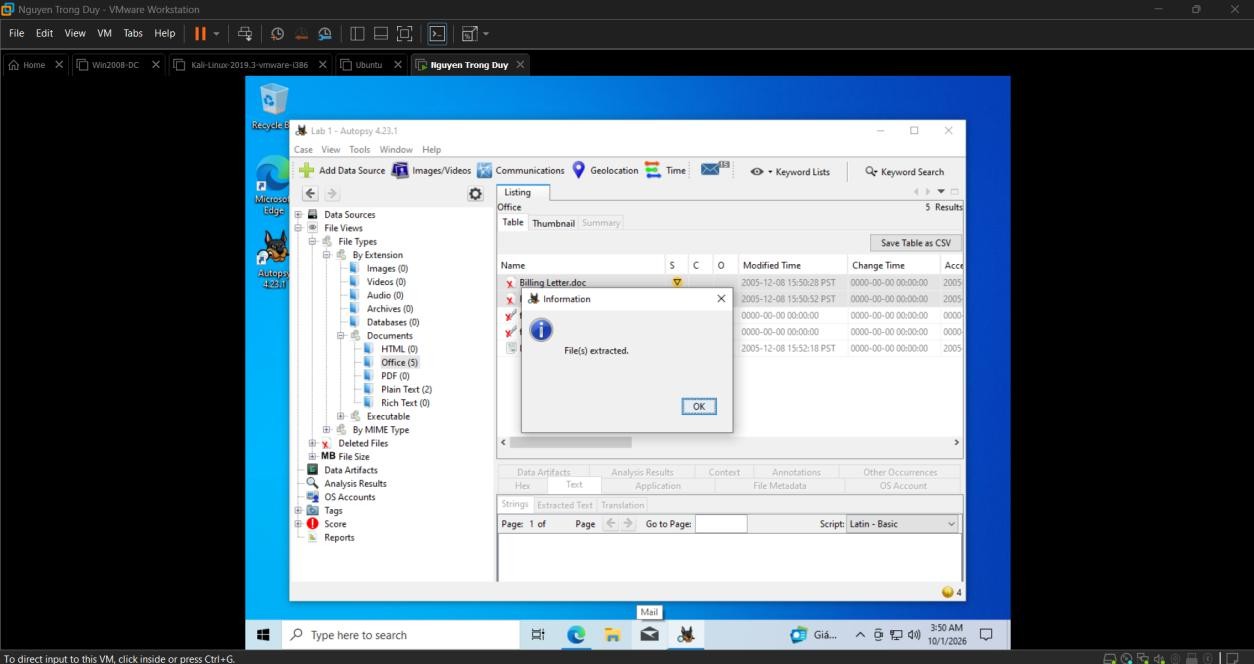 Nguyen Trong Duy - VMware Workstation
File Edit View VM Tabs Help
Home Win2008-DC Kali-Linux-2019.3-vmware-i386 Ubuntu Nguyen Trong Duy
Recycle B
Microso
Edge
Autops
4.23.1
Lab 1 - Autopsy 4.23.1
Case View Tools Window Help
Add Data Source Images/Videos Communications Geolocation Time 15 Keyword Lists Keyword Search
Data Sources
File Views
File Types
By Extension
Images (0)
Videos (0)
Audio (0)
Archives (0)
Databases (0)
Documents
HTML (0)
Office (5)
PDF (0)
Plain Text (2)
Rich Text (0)
Executable
By MIME Type
Deleted Files
MB File Size
Data Artifacts
Analysis Results
OS Accounts
Tags
Score
Reports
Listing
Office 5 Results
Table Thumbnail Summary
Save Table as CSV
Name S C O Modified Time Change Time Acce
Billing Letter.doc 2005-12-08 15:50:28 PST 0000-00-00 00:00:00 2005-
2005-12-08 15:50:52 PST 0000-00-00 00:00:00 2005-
0000-00-00 00:00:00 0000-00-00 00:00:00 0000-
0000-00-00 00:00:00 0000-00-00 00:00:00 0000-
2005-12-08 15:52:18 PST 0000-00-00 00:00:00 2005-
Information
File(s) extracted.
OK
Data Artifacts Analysis Results Context Annotations Other Occurrences
Hex Text Application File Metadata OS Account
Strings Extracted Text Translation
Page: 1 of Page Go to Page: Script: Latin - Basic
4
Mail
Type here to search
Giá...
3:50 AM
10/1/2026
To direct input to this VM, click inside or press Ctrl+G.